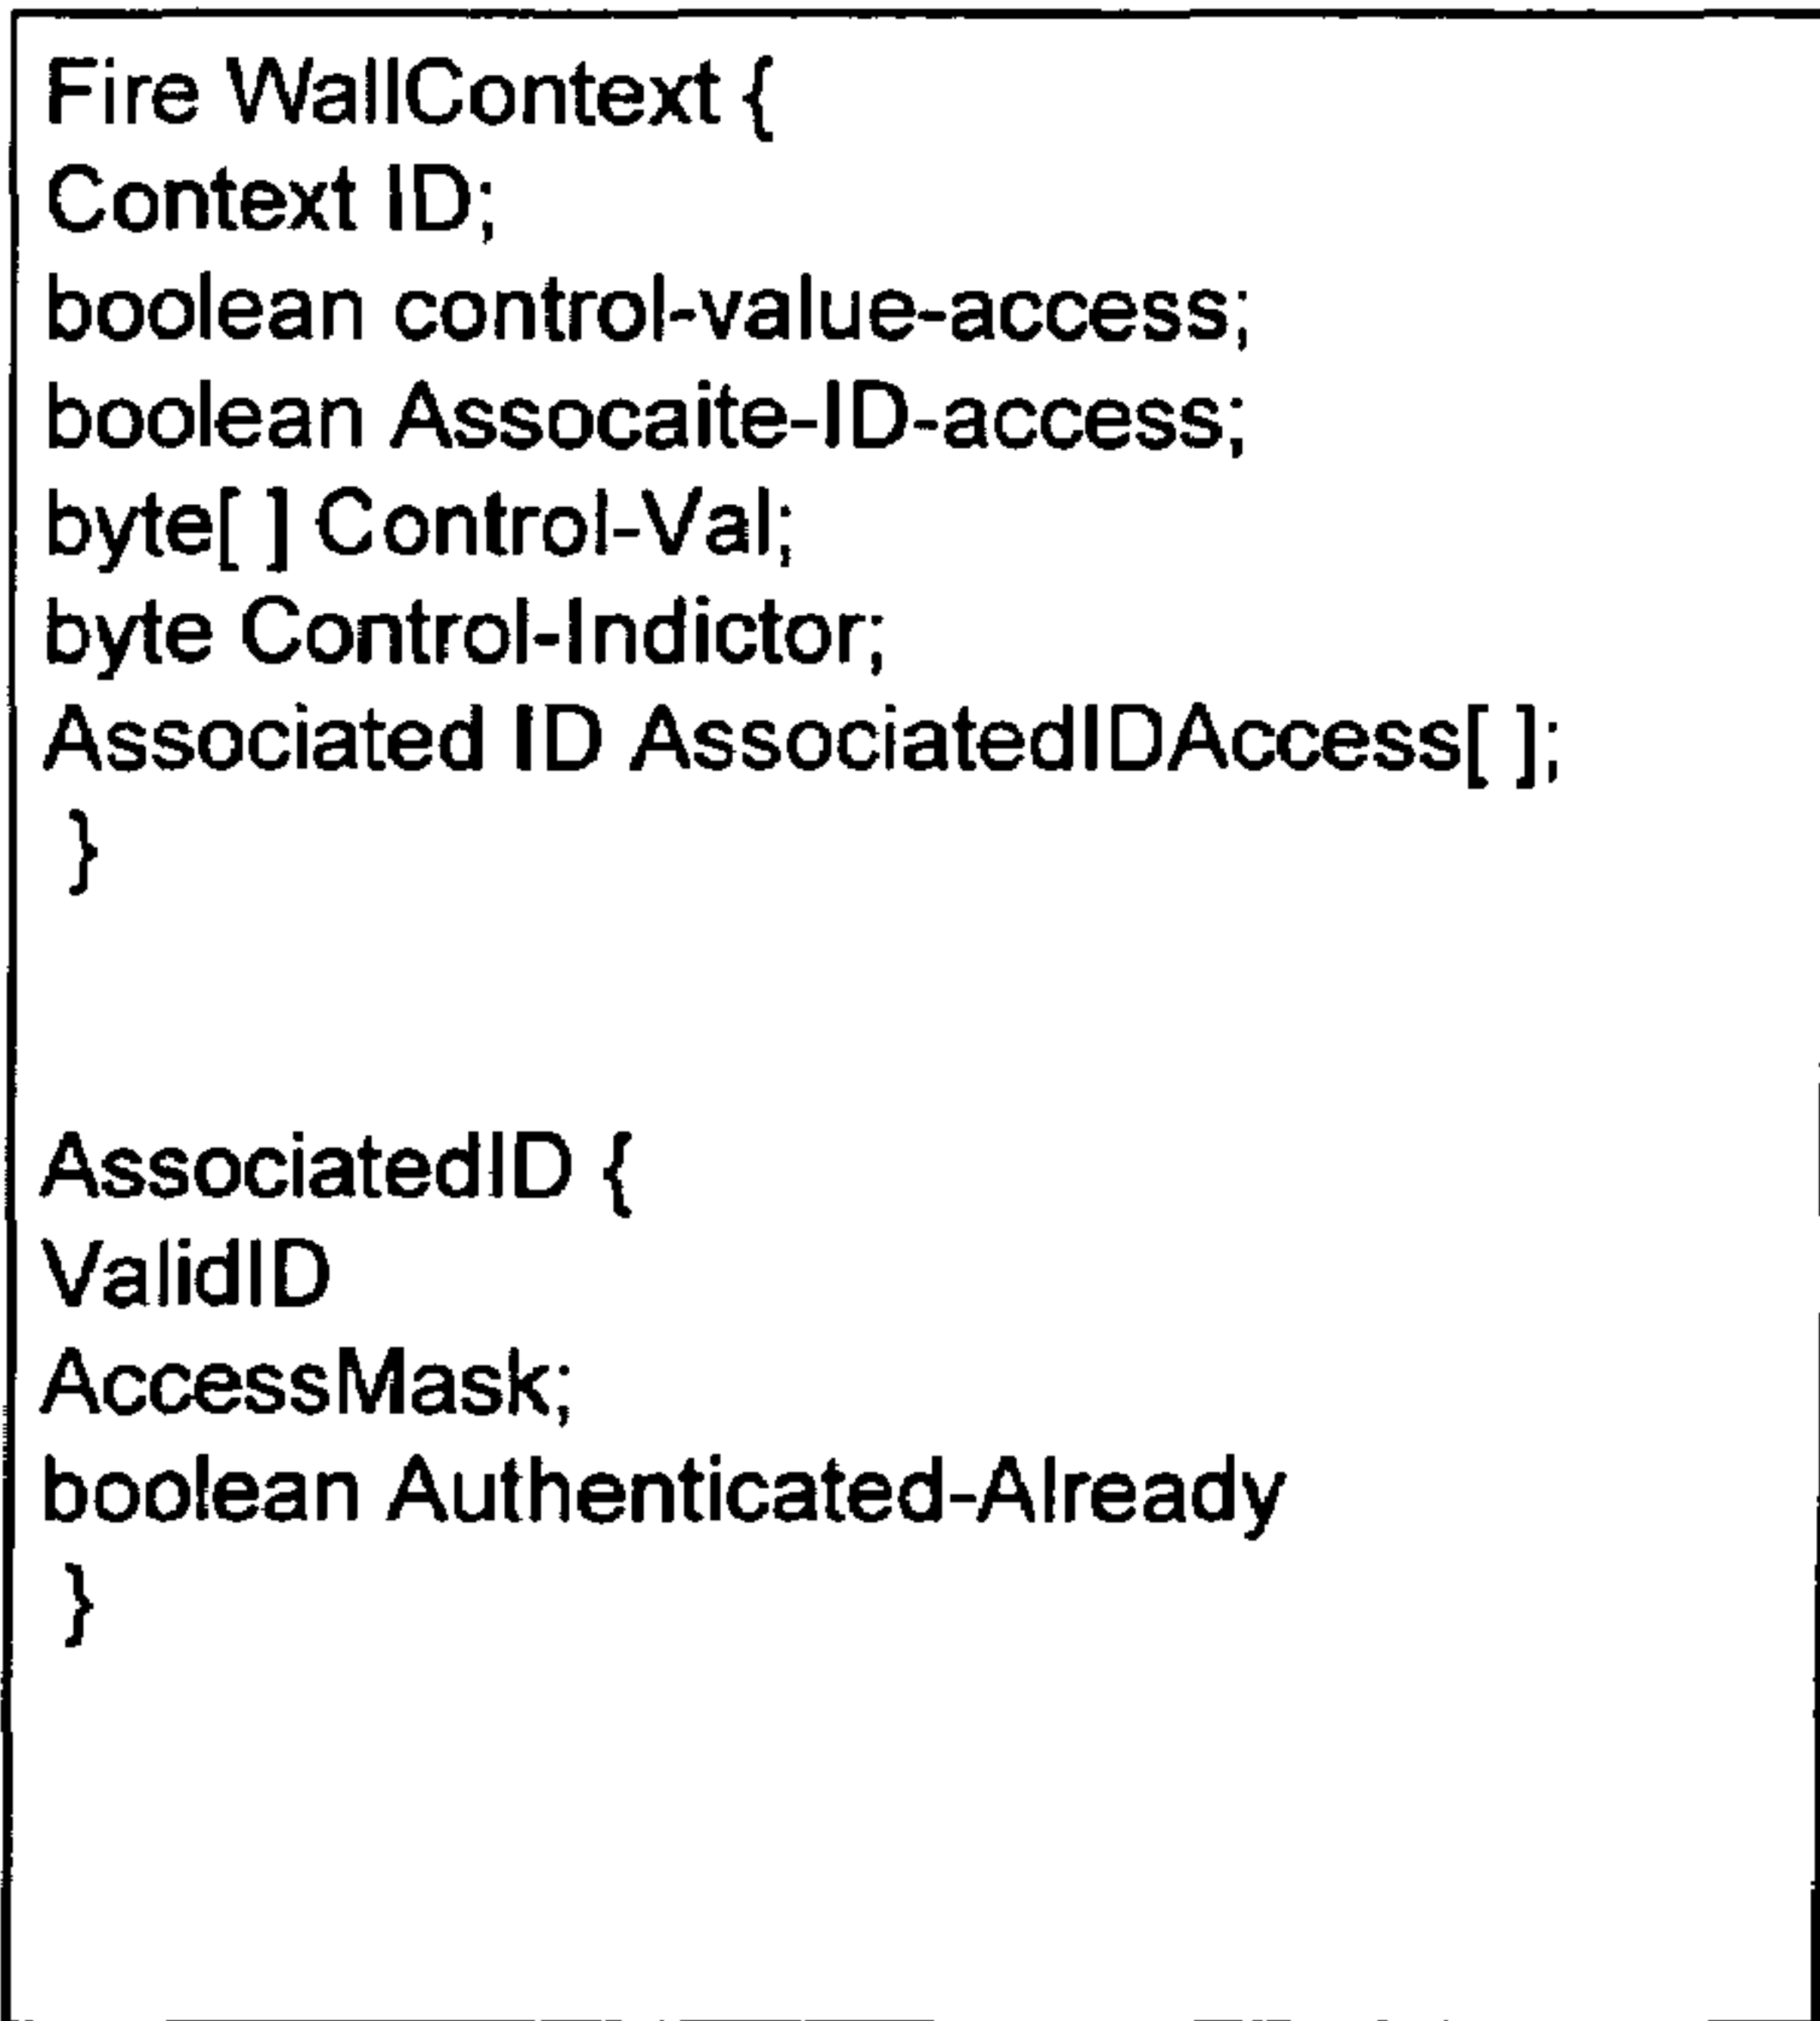 Fire WallContext {
Context ID;
boolean control-value-access;
boolean Assocaite-ID-access;
byte[ ] Control-Val;
byte Control-Indictor;
Associated ID AssociatedIDAccess[ ];
}
AssociatedID {
ValidID
AccessMask;
boolean Authenticated-Already
}